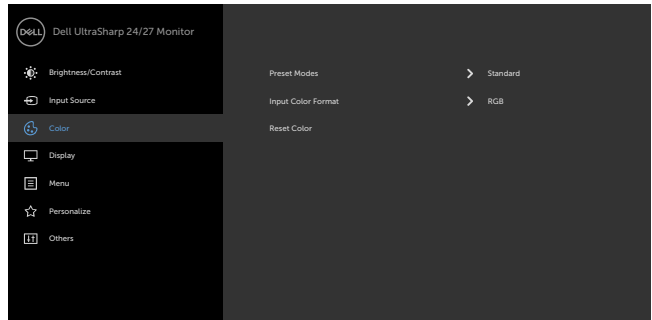 DELL Dell UltraSharp 24/27 Monitor
Brightness/Contrast
Preset Modes Standard
Input Source
Input Color Format RGB
Color
Reset Color
Display
Menu
Personalize
Others